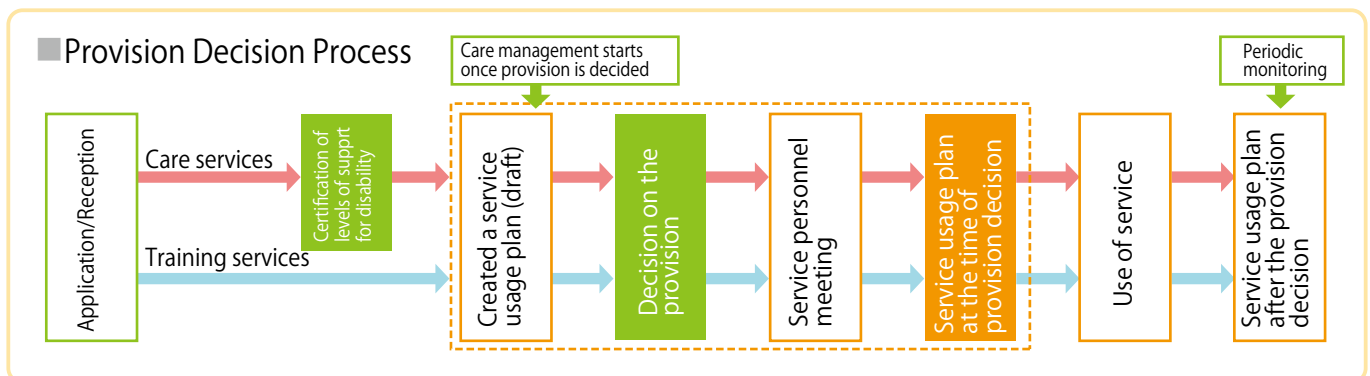 ■Provision Decision Process
Care management starts
once provision is decided
Periodic
monitoring
Application/Reception
Care services
Training services
Certification of
levels of supprt
for disability
Created a service
usage plan (draft)
Decision on the
provision
Service personnel
meeting
Service usage plan
at the time of
provision decision
Use of service
Service usage plan
after the provision
decision